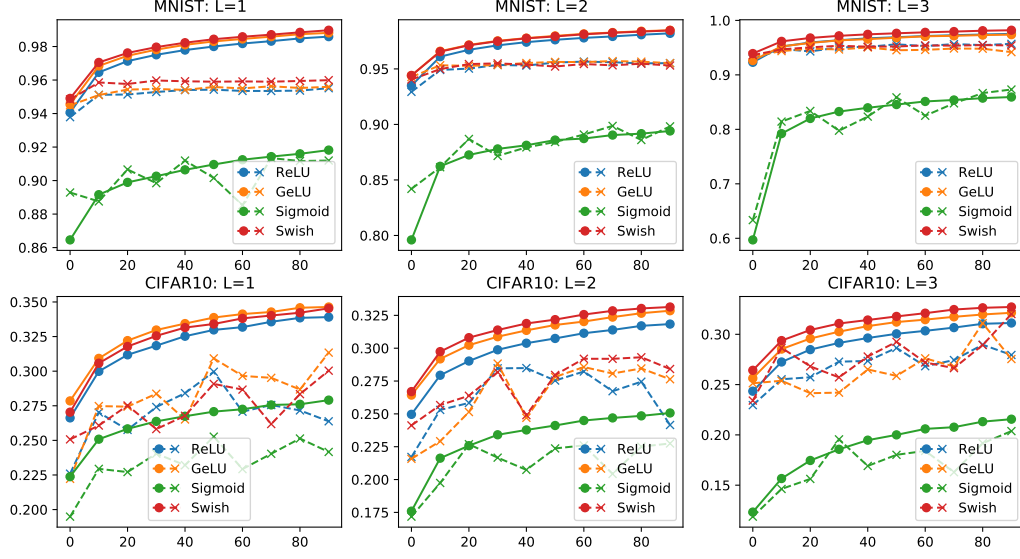 MNIST: L=1
0.98
0.96
0.94
0.92
0.90
0.88
0.86
0 20 40 60 80
ReLU
GeLU
Sigmoid
Swish
MNIST: L=2
0.95
0.90
0.85
0.80
0 20 40 60 80
ReLU
GeLU
Sigmoid
Swish
MNIST: L=3
1.0
0.9
0.8
0.7
0.6
0 20 40 60 80
ReLU
GeLU
Sigmoid
Swish
CIFAR10: L=1
0.350
0.325
0.300
0.275
0.250
0.225
0.200
0 20 40 60 80
ReLU
GeLU
Sigmoid
Swish
CIFAR10: L=2
0.325
0.300
0.275
0.250
0.225
0.200
0.175
0 20 40 60 80
ReLU
GeLU
Sigmoid
Swish
CIFAR10: L=3
0.30
0.25
0.20
0.15
0 20 40 60 80
ReLU
GeLU
Sigmoid
Swish